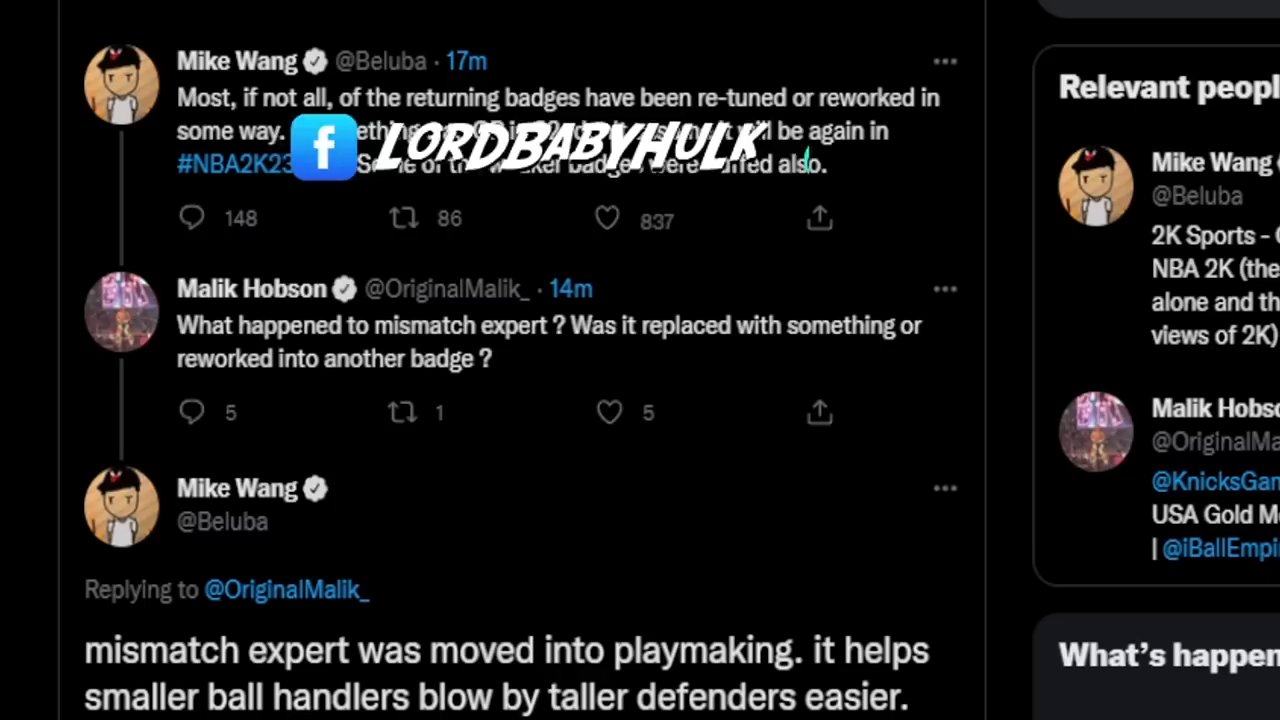 Mike Wang @Beluba · 17m
Most, if not all, of the returning badges have been re-tuned or reworked in
some way. be again in
#NBA2K23 also.
f LORDBABYHULK
148 86 837
Malik Hobson @OriginalMalik_ · 14m
What happened to mismatch expert ? Was it replaced with something or
reworked into another badge ?
5 1 5
Mike Wang
@Beluba
Replying to @OriginalMalik_
mismatch expert was moved into playmaking. it helps
smaller ball handlers blow by taller defenders easier.
Relevant peopl
Mike Wang
@Beluba
2K Sports -
NBA 2K (the
alone and th
views of 2K)
Malik Hobso
@OriginalMa
@KnicksGan
USA Gold M
| @iBallEmpi
What's happen